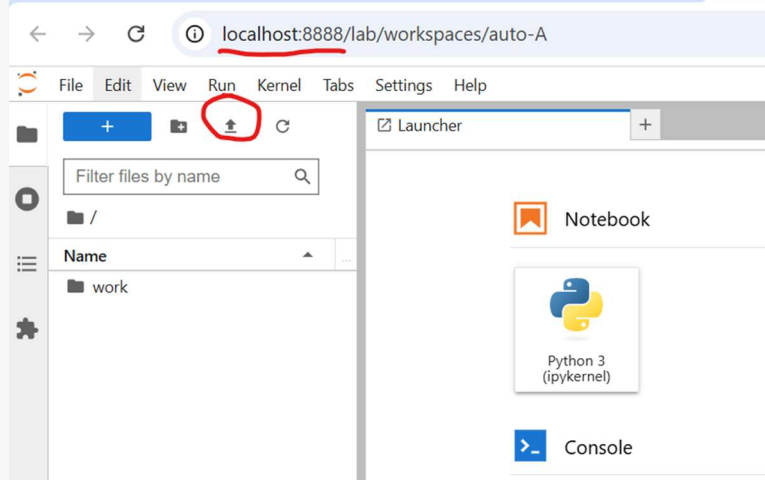 localhost:8888/lab/workspaces/auto-A
File Edit View Run Kernel Tabs Settings Help
+
Launcher
+
Filter files by name
/
Name
...
work
Notebook
Python 3
(ipykernel)
>_
Console